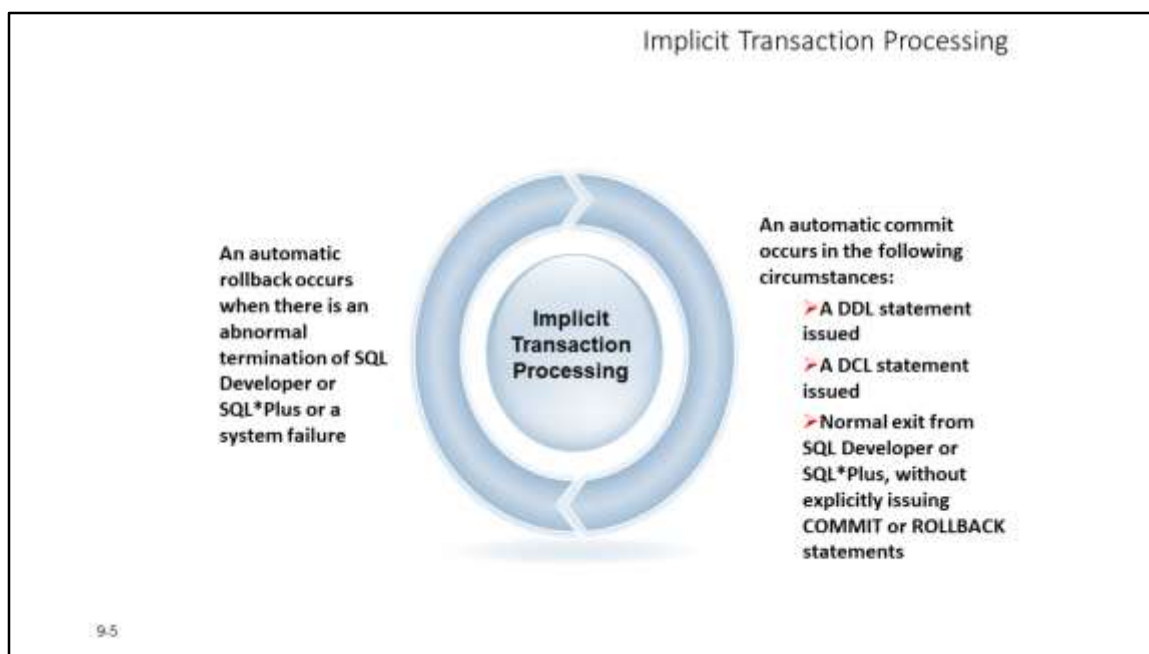 Implicit Transaction Processing
An automatic
rollback occurs
when there is an
abnormal
termination of SQL
Developer or
SQL*Plus or a
system failure
Implicit
Transaction
Processing
An automatic commit
occurs in the following
circumstances:
➢A DDL statement
issued
➢A DCL statement
issued
➢Normal exit from
SQL Developer or
SQL*Plus, without
explicitly issuing
COMMIT or ROLLBACK
statements
9-5